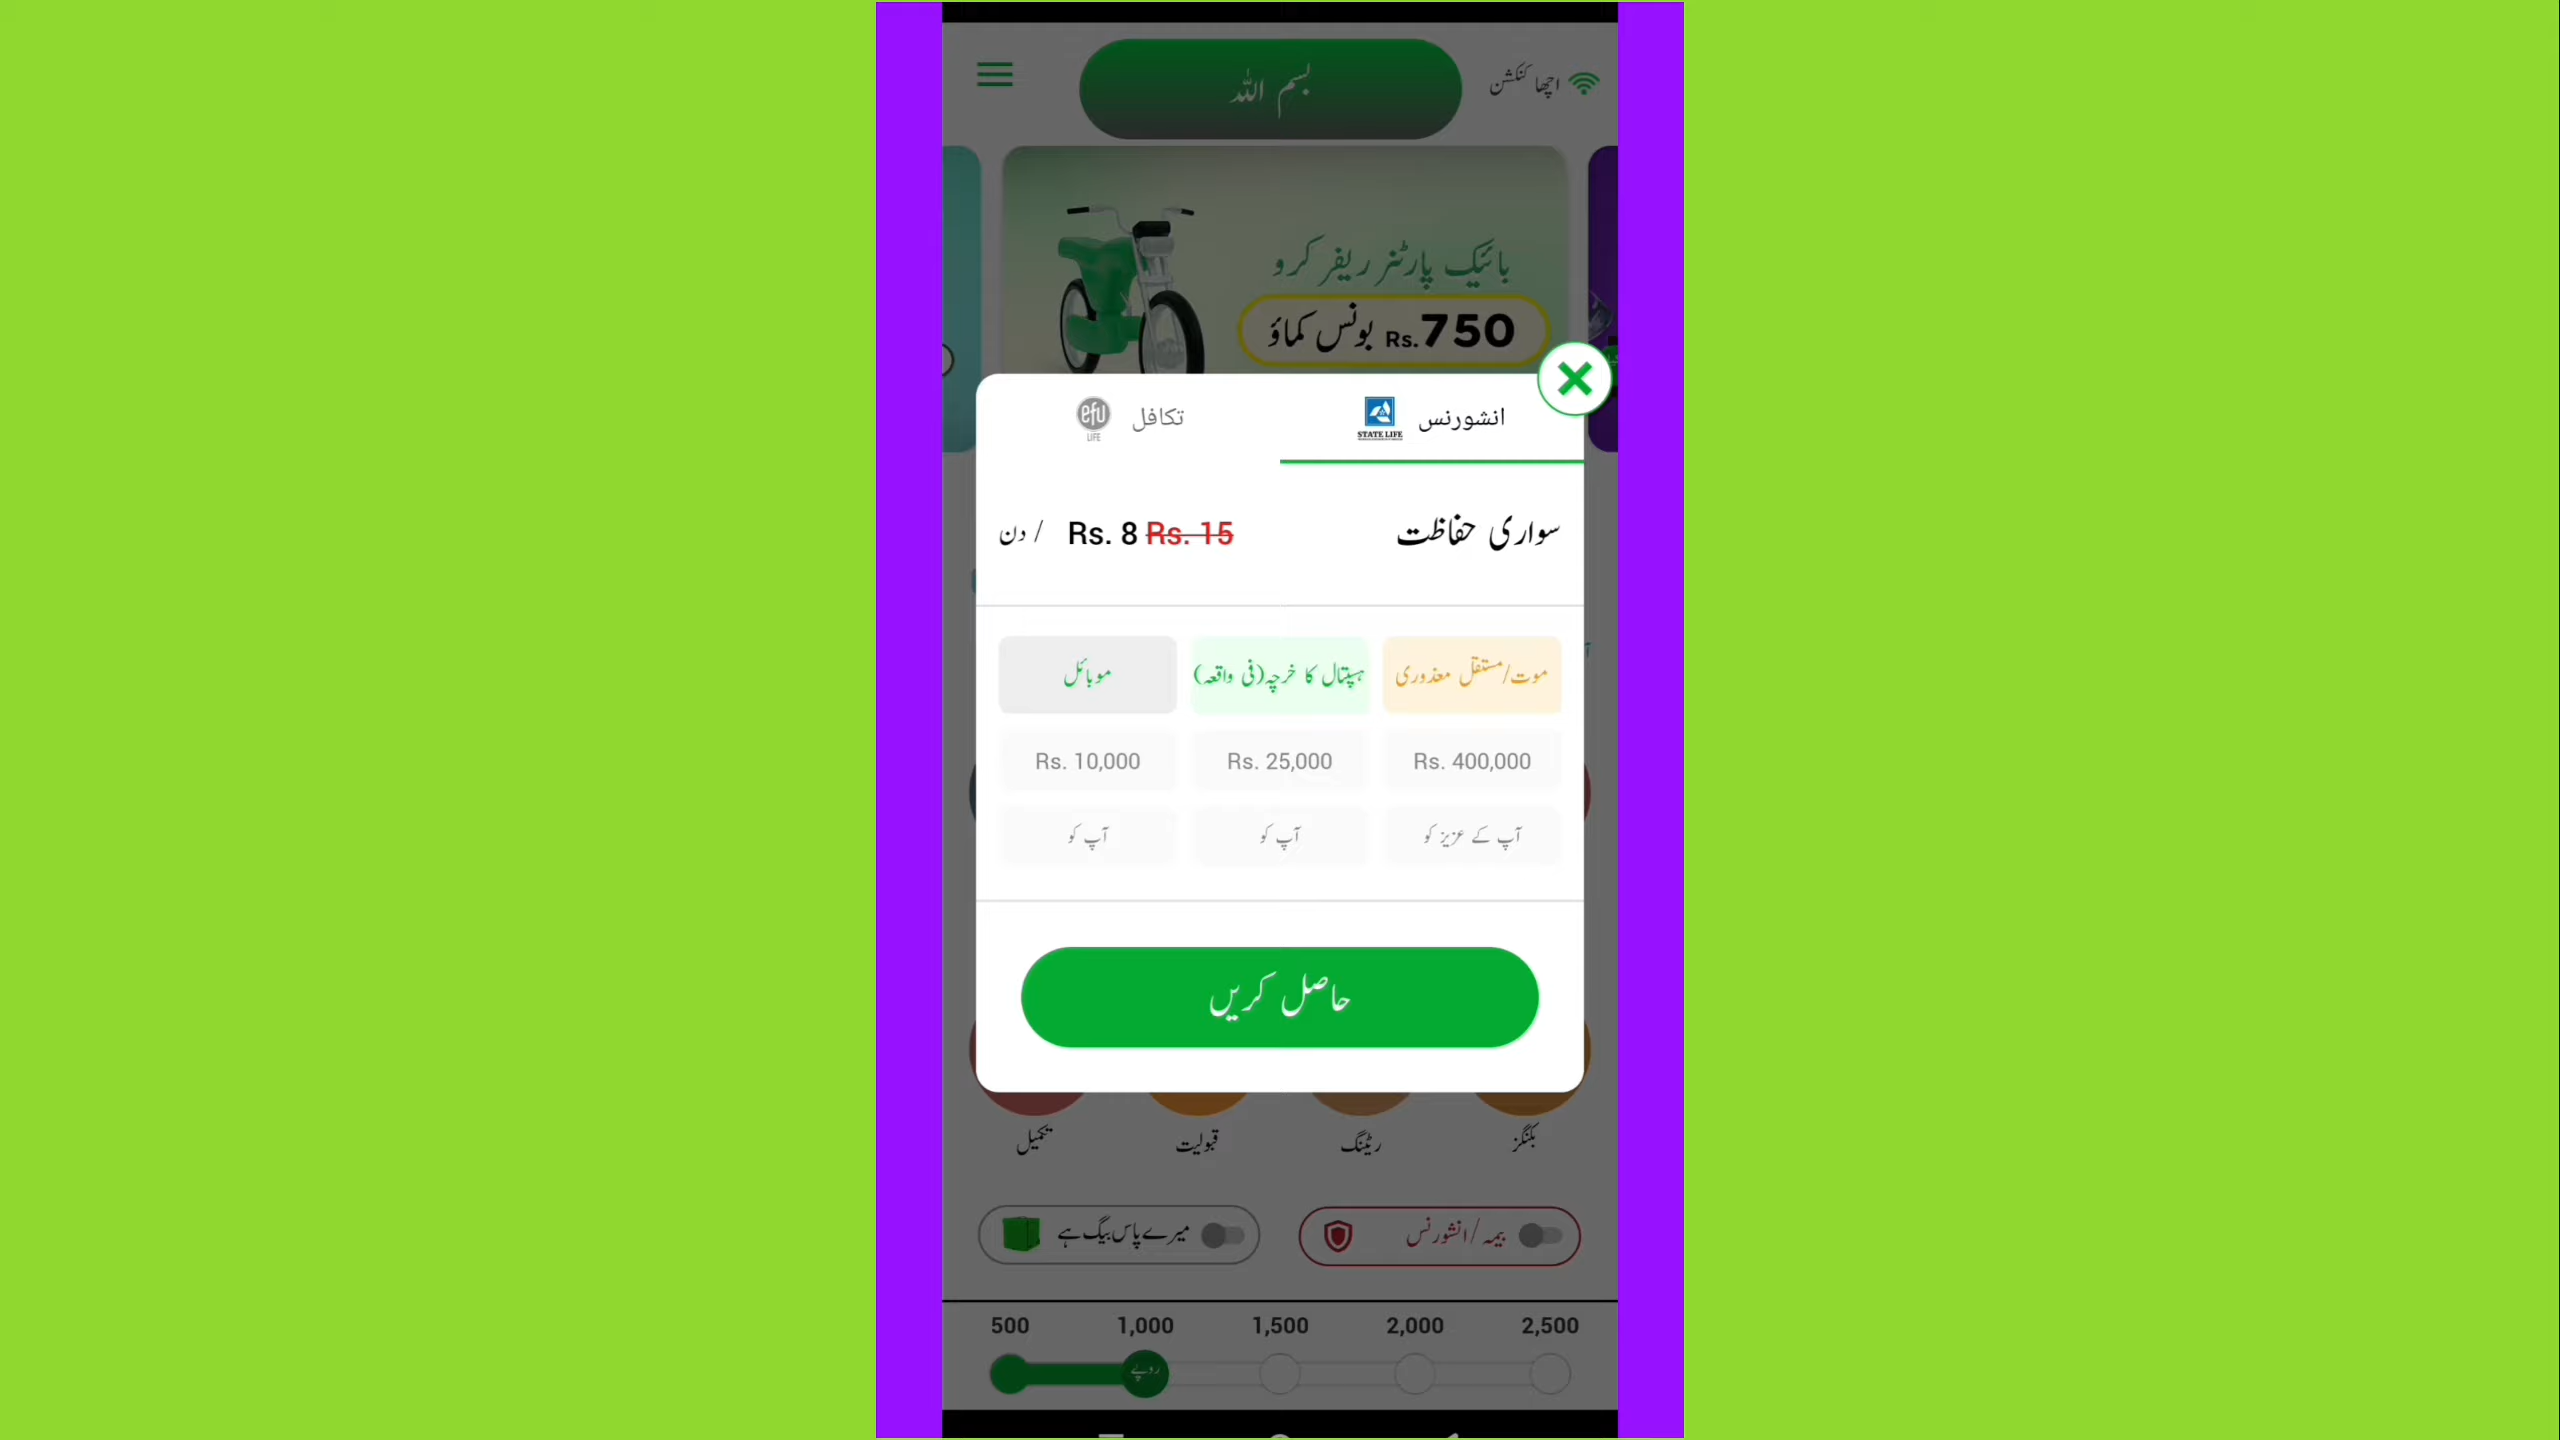 بسم اللہ
اچھا کنکشن
بائیک پارٹنر ریفر کرو
Rs.750 بونس کماؤ
انشورنس
STATE LIFE
تکافل
efu
LIFE
سواری حفاظت
Rs. 15 Rs. 8 / دن
موت/مستقل معذوری
ہسپتال کا خرچہ(فی واقعہ)
موبائل
Rs. 400,000
Rs. 25,000
Rs. 10,000
آپ کے عزیز کو
آپ کو
آپ کو
حاصل کریں
بکنگز
ریٹنگ
قبولیت
تکمیل
بیمہ/انشورنس
میرے پاس بیگ ہے
500 1,000 1,500 2,000 2,500
روپے